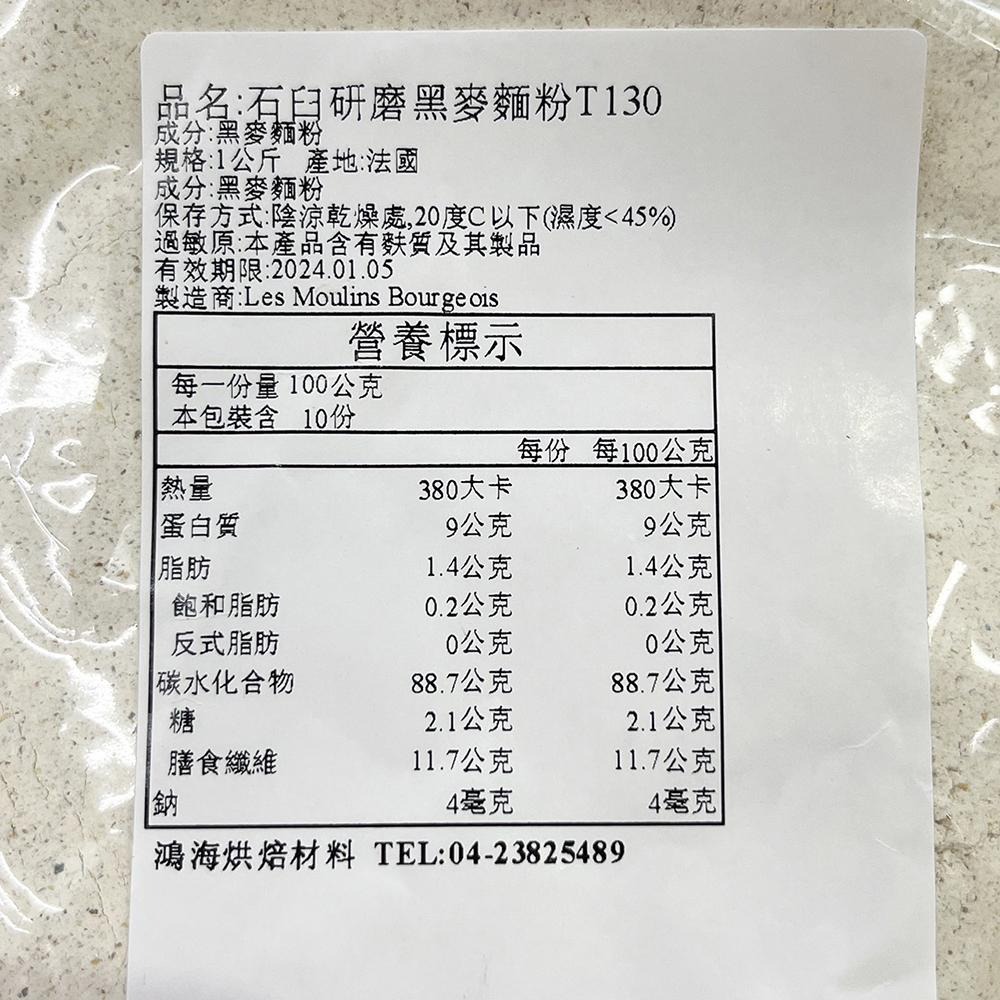 品名:石臼研磨黑麥麵粉T130
成分:黑麥麵粉
規格:1公斤 產地:法國
成分:黑麥麵粉
保存方式:陰涼乾燥處,20度C以下(濕度<45%)
過敏原:本產品含有麩質及其製品
有效期限:2024.01.05
製造商:Les Moulins Bourgeois
營養標示
每一份量 100公克
本包裝含 10份
每份 每100公克
熱量 380大卡 380大卡
蛋白質 9公克 9公克
脂肪 1.4公克 1.4公克
飽和脂肪 0.2公克 0.2公克
反式脂肪 0公克 0公克
碳水化合物 88.7公克 88.7公克
糖 2.1公克 2.1公克
膳食纖維 11.7公克 11.7公克
鈉 4毫克 4毫克
鴻海烘焙材料 TEL:04-23825489